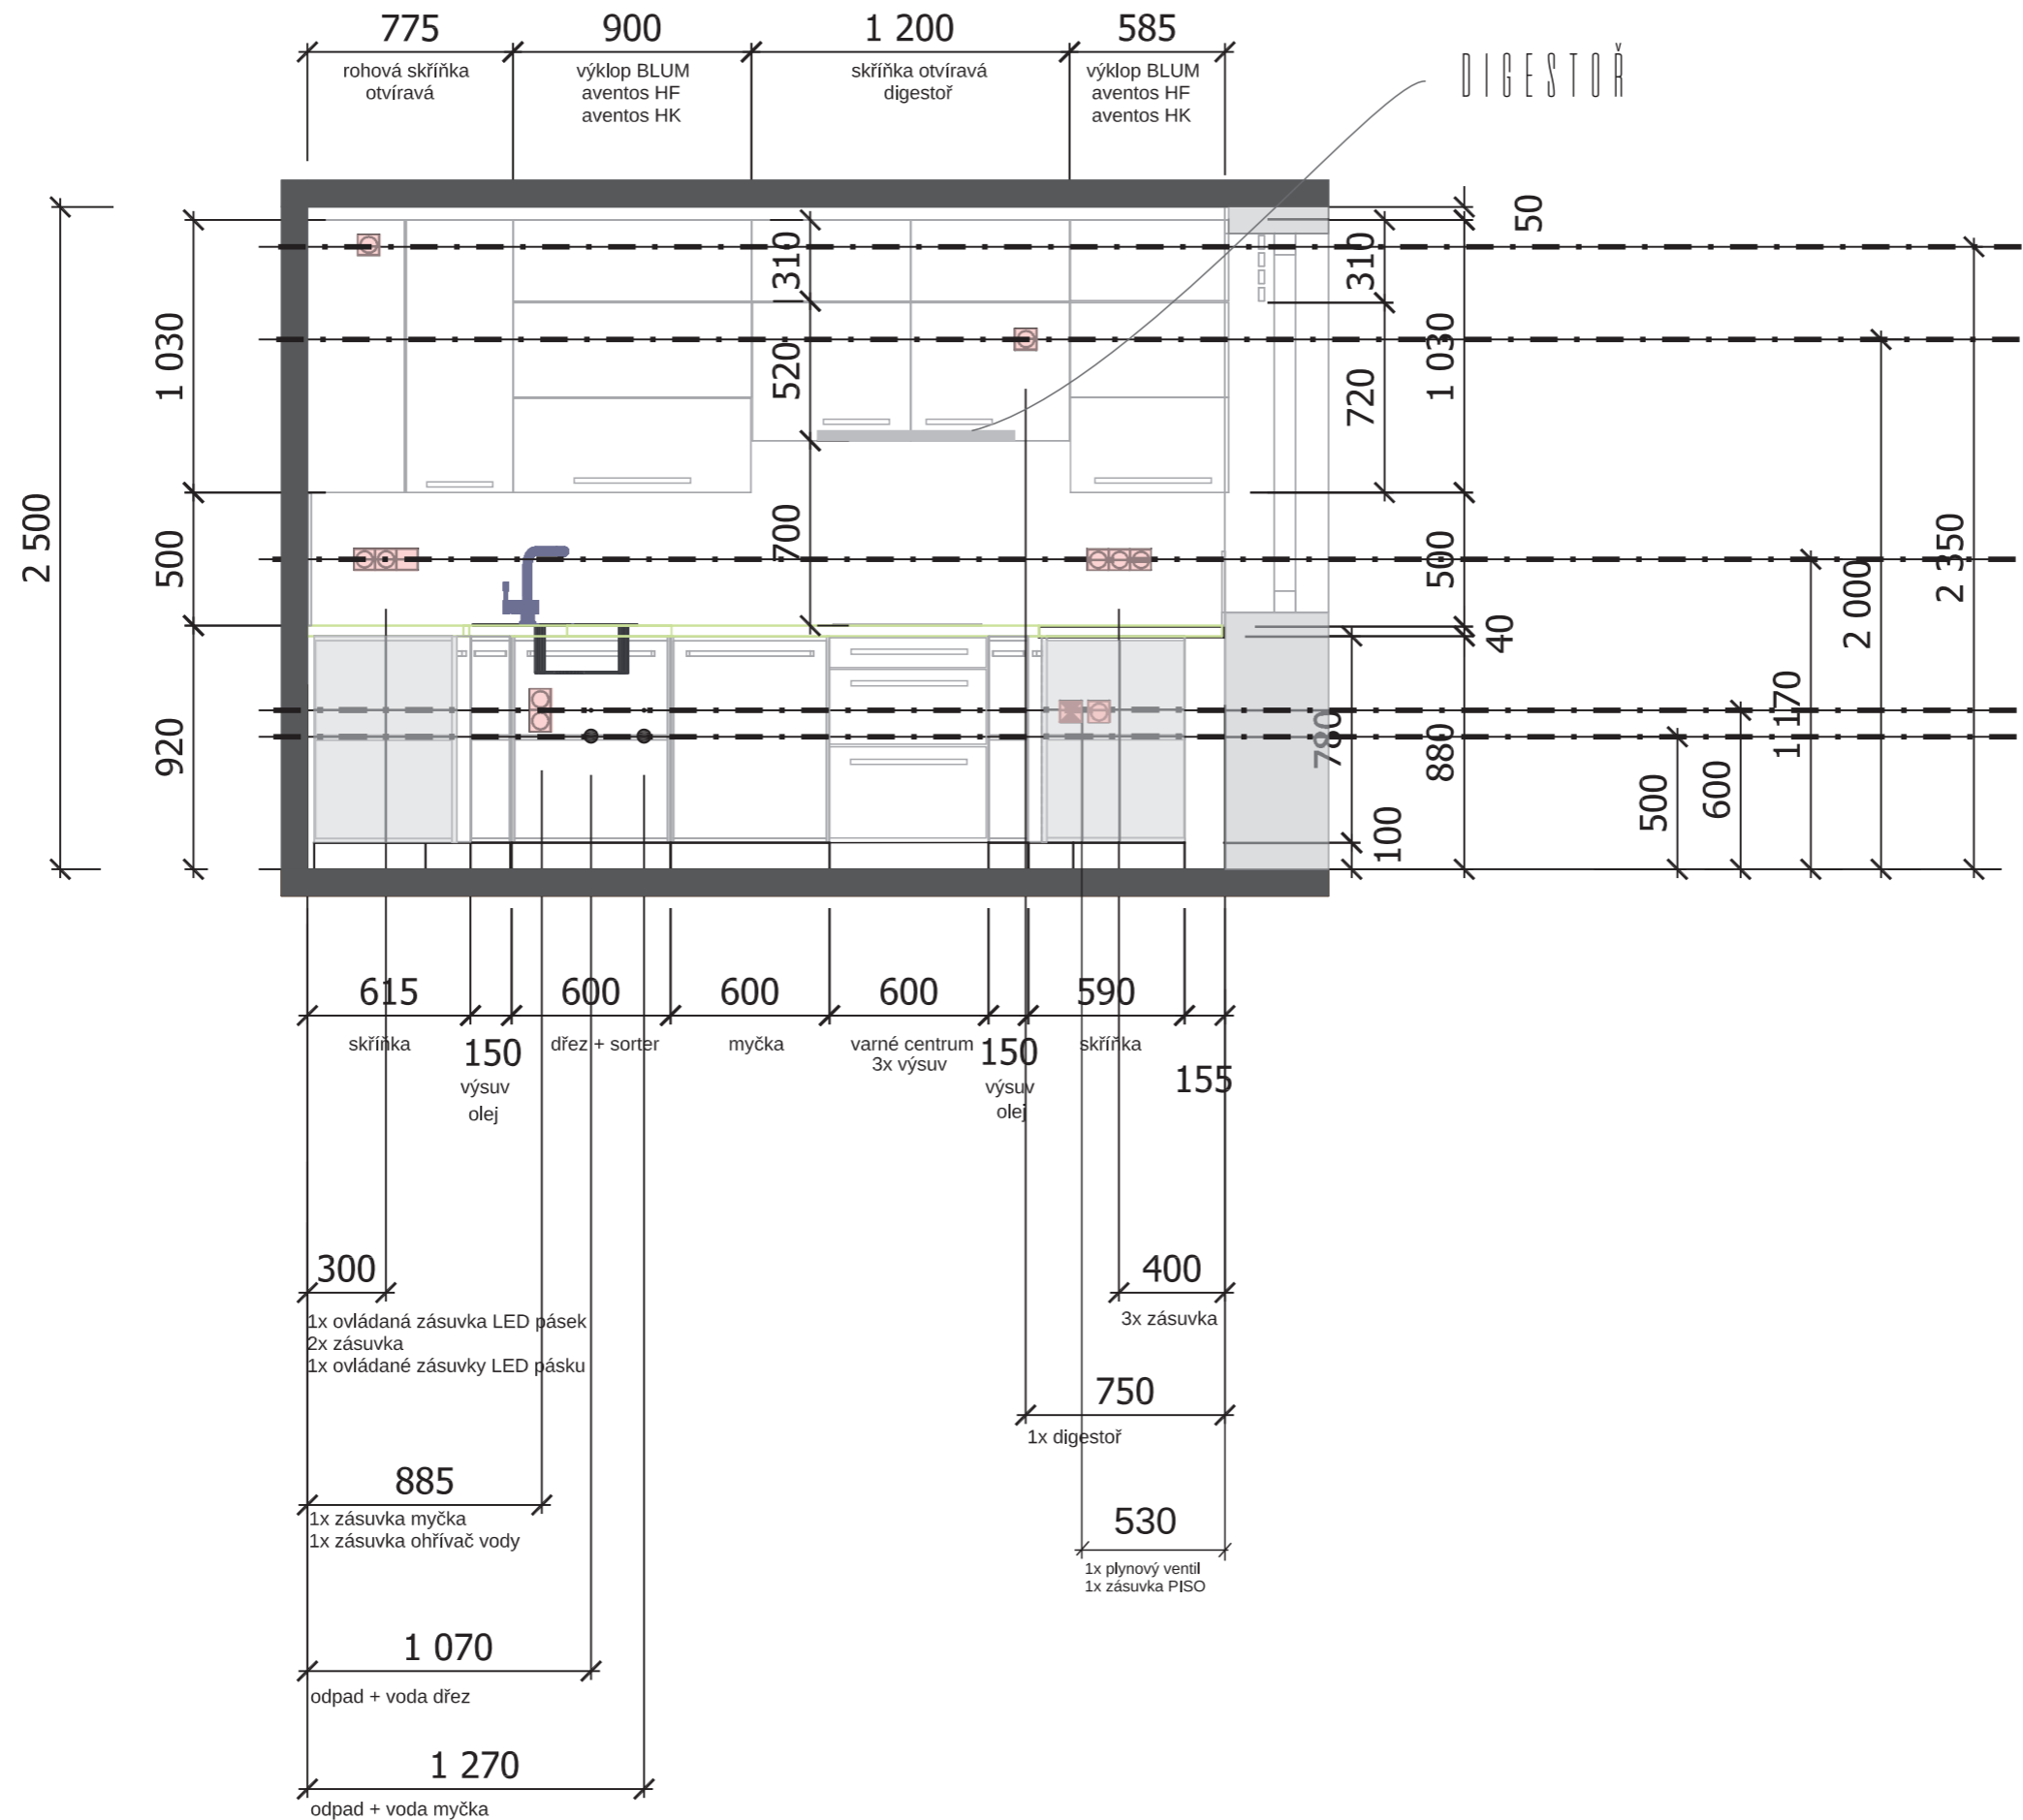 775
900
1 200
585
rohová skříňka
otvíravá
výklop BLUM
aventos HF
aventos HK
skříňka otvíravá
digestoř
výklop BLUM
aventos HF
aventos HK
DIGESTOŘ
2 500
1 030
500
920
310
520
700
310
720
780
100
50
1 030
500
40
880
500
600
1 170
2 000
2 350
615
600
600
600
590
skříňka
150
výsuv
olej
dřez + sorter
myčka
varné centrum
3x výsuv
150
výsuv
olej
skříňka
155
300
1x ovládaná zásuvka LED pásek
2x zásuvka
1x ovládané zásuvky LED pásku
400
3x zásuvka
750
1x digestoř
885
1x zásuvka myčka
1x zásuvka ohřívač vody
530
1x plynový ventil
1x zásuvka PISO
1 070
odpad + voda dřez
1 270
odpad + voda myčka